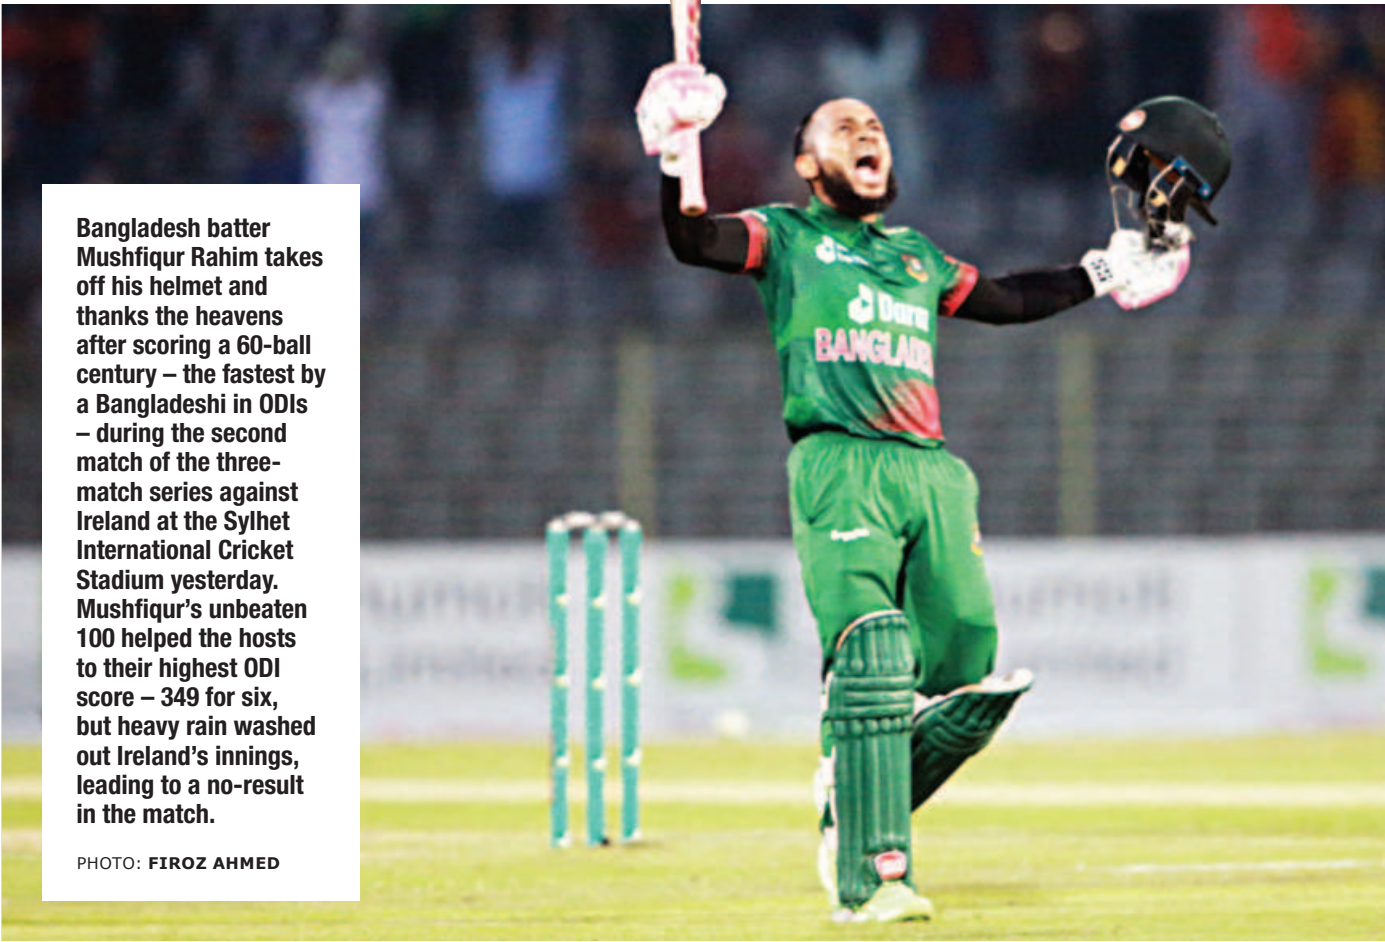 Bangladesh batter
Mushfiqur Rahim takes
off his helmet and
thanks the heavens
after scoring a 60-ball
century – the fastest by
a Bangladeshi in ODIs
– during the second
match of the three-
match series against
Ireland at the Sylhet
International Cricket
Stadium yesterday.
Mushfiqur's unbeaten
100 helped the hosts
to their highest ODI
score – 349 for six,
but heavy rain washed
out Ireland's innings,
leading to a no-result
in the match.
PHOTO: FIROZ AHMED